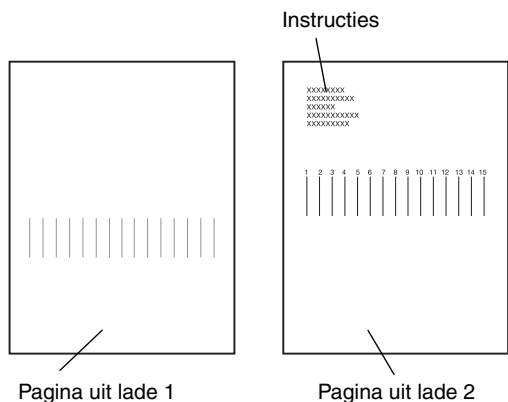 Instructies
XXXXXXXX
XXXXXXXXXX
XXXXXX
XXXXXXXXXXX
XXXXXXXXX
1 2 3 4 5 6 7 8 9 10 11 12 13 14 15
Pagina uit lade 1
Pagina uit lade 2